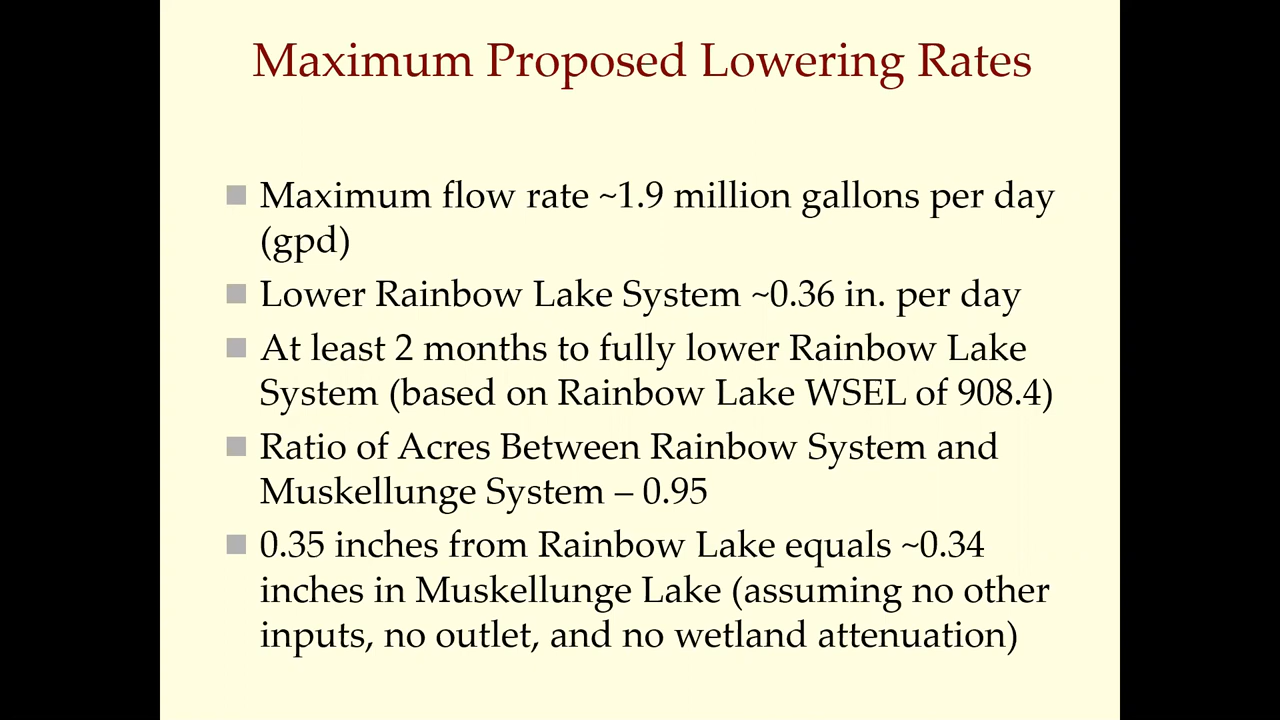 Maximum Proposed Lowering Rates
Maximum flow rate ~1.9 million gallons per day
(gpd)
Lower Rainbow Lake System ~0.36 in. per day
At least 2 months to fully lower Rainbow Lake
System (based on Rainbow Lake WSEL of 908.4)
Ratio of Acres Between Rainbow System and
Muskellunge System – 0.95
0.35 inches from Rainbow Lake equals ~0.34
inches in Muskellunge Lake (assuming no other
inputs, no outlet, and no wetland attenuation)